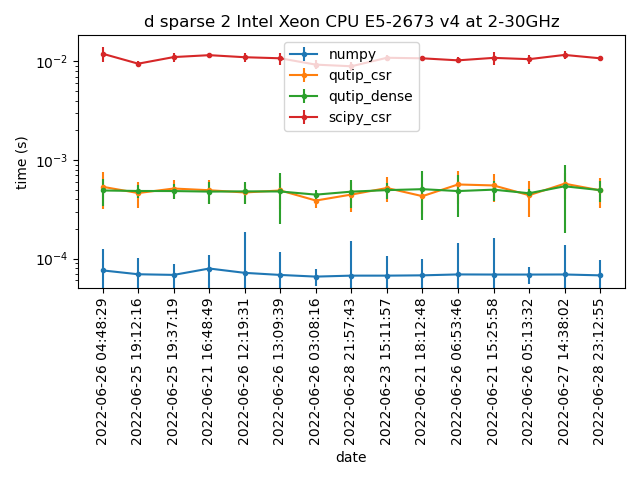 d sparse 2 Intel Xeon CPU E5-2673 v4 at 2-30GHz
numpy
qutip_csr
qutip_dense
scipy_csr
time (s)
10⁻²
10⁻³
10⁻⁴
2022-06-26 04:48:29
2022-06-25 19:12:16
2022-06-25 19:37:19
2022-06-21 16:48:49
2022-06-26 12:19:31
2022-06-26 13:09:39
2022-06-26 03:08:16
2022-06-28 21:57:43
2022-06-23 15:11:57
2022-06-21 18:12:48
2022-06-26 06:53:46
2022-06-21 15:25:58
2022-06-26 05:13:32
2022-06-27 14:38:02
2022-06-28 23:12:55
date